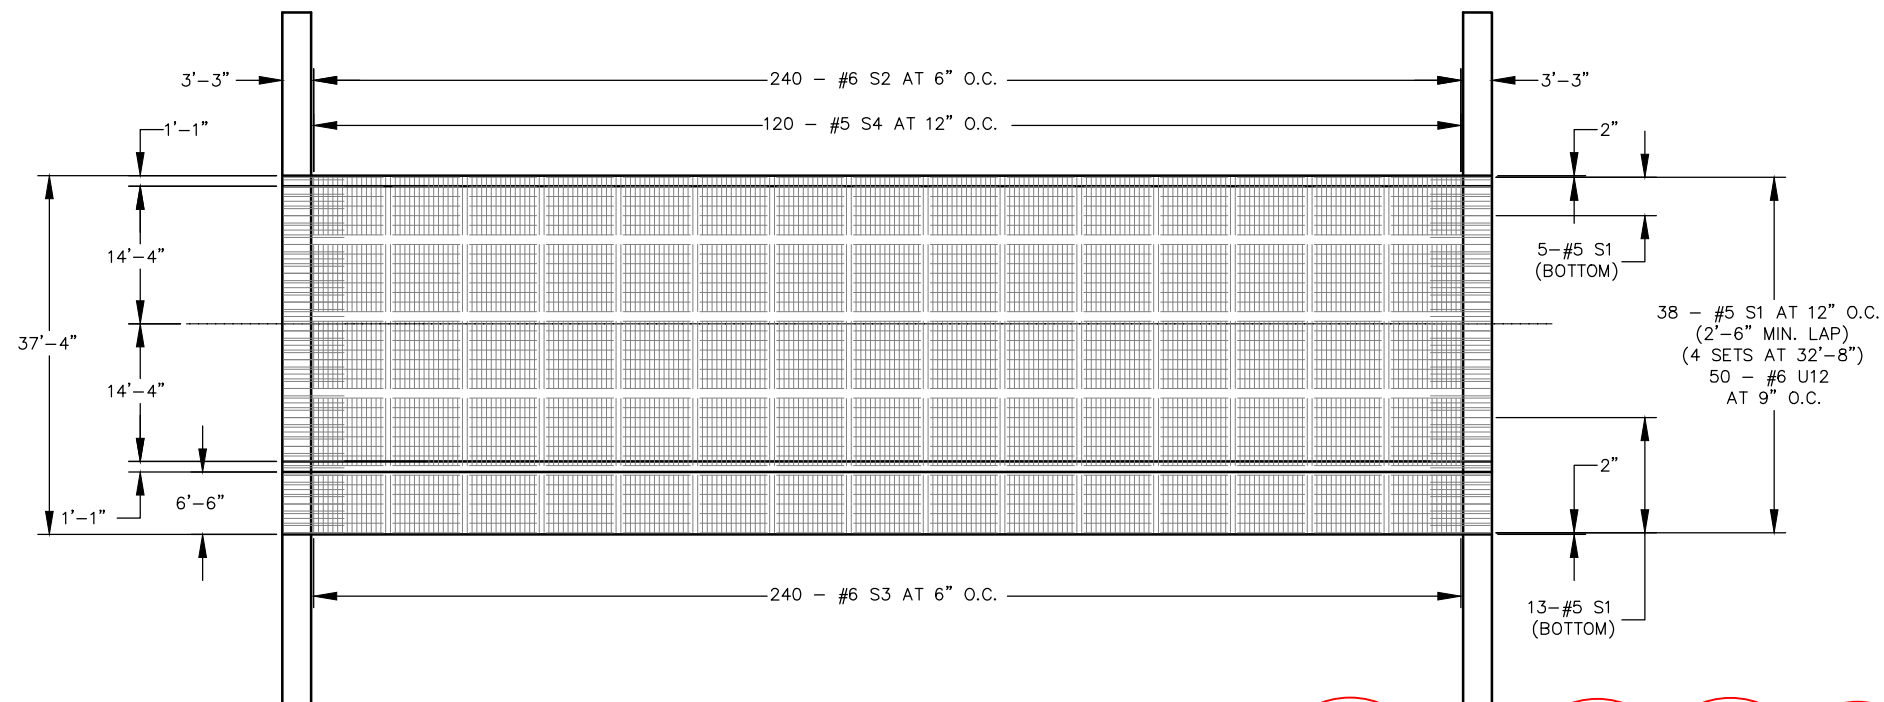 3'-3"
240 - #6 S2 AT 6" O.C.
3'-3"
1'-1"
120 - #5 S4 AT 12" O.C.
2"
14'-4"
5-#5 S1
(BOTTOM)
37'-4"
38 - #5 S1 AT 12" O.C.
(2'-6" MIN. LAP)
(4 SETS AT 32'-8")
50 - #6 U12
AT 9" O.C.
14'-4"
2"
6'-6"
1'-1"
240 - #6 S3 AT 6" O.C.
13-#5 S1
(BOTTOM)